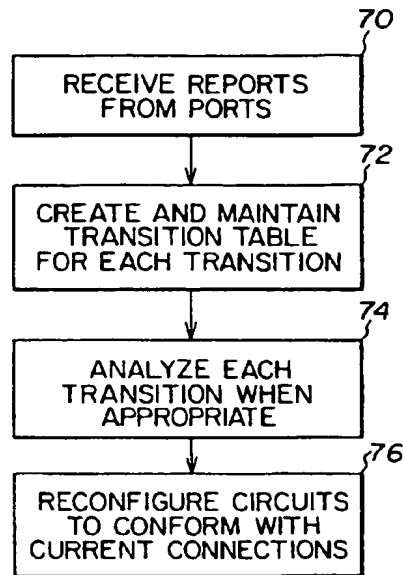 70
RECEIVE REPORTS
FROM PORTS
72
CREATE AND MAINTAIN
TRANSITION TABLE
FOR EACH TRANSITION
74
ANALYZE EACH
TRANSITION WHEN
APPROPRIATE
76
RECONFIGURE CIRCUITS
TO CONFORM WITH
CURRENT CONNECTIONS